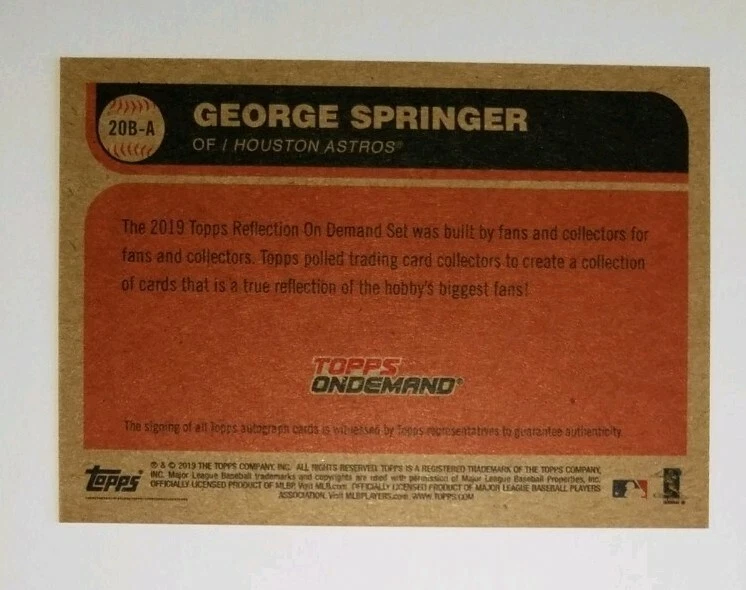 20B-A
GEORGE SPRINGER
OF / HOUSTON ASTROS®
The 2019 Topps Reflection On Demand Set was built by fans and collectors for
fans and collectors. Topps polled trading card collectors to create a collection
of cards that is a true reflection of the hobby's biggest fans!
TOPPS
ONDEMAND®
The signing of all Topps autograph cards is witnessed by Topps representatives to guarantee authenticity.
Topps®
® & © 2019 THE TOPPS COMPANY, INC. ALL RIGHTS RESERVED. TOPPS IS A REGISTERED TRADEMARK OF THE TOPPS COMPANY,
INC. Major League Baseball trademarks and copyrights are used with permission of Major League Baseball Properties, Inc.
OFFICIALLY LICENSED PRODUCT OF MLBP. Visit MLB.com. OFFICIALLY LICENSED PRODUCT OF MAJOR LEAGUE BASEBALL PLAYERS
ASSOCIATION. Visit MLBPLAYERS.com. WWW.TOPPS.COM